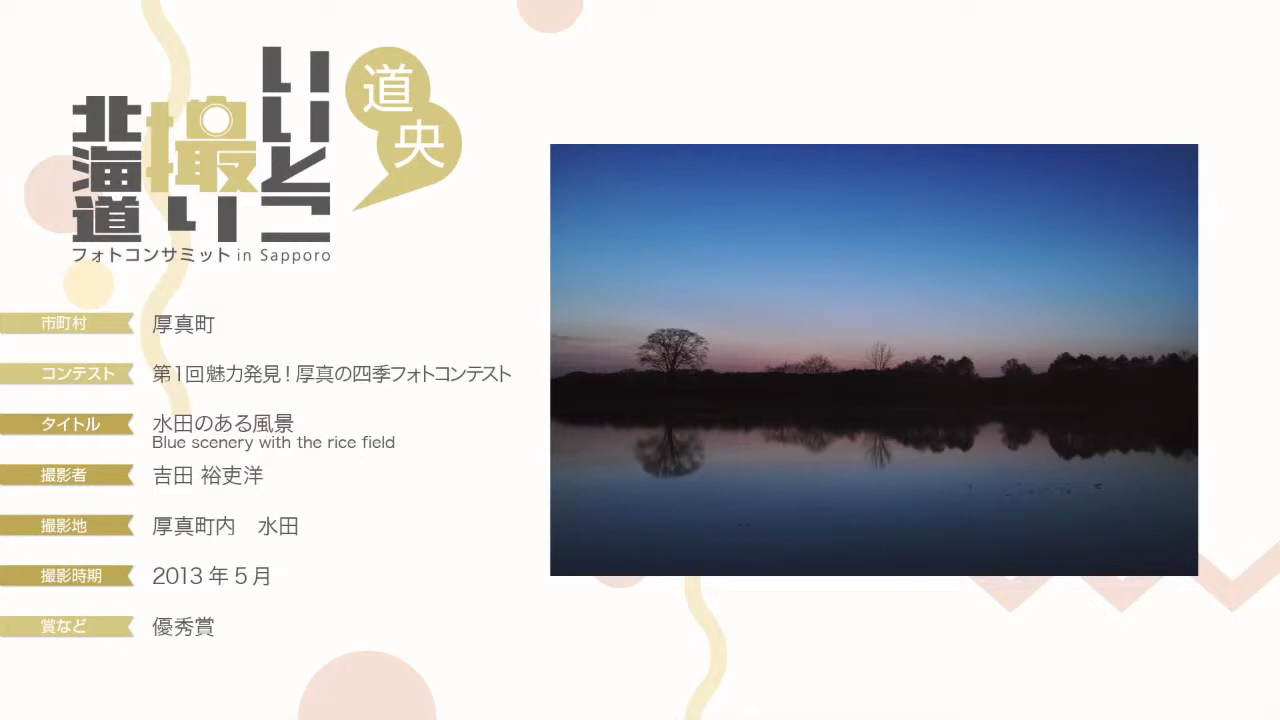 北海道
撮い
いいとこ
道央
フォトコンサミット in Sapporo
市町村 厚真町
コンテスト 第1回魅力発見！厚真の四季フォトコンテスト
タイトル 水田のある風景
Blue scenery with the rice field
撮影者 吉田 裕吏洋
撮影地 厚真町内　水田
撮影時期 2013 年 5 月
賞など 優秀賞